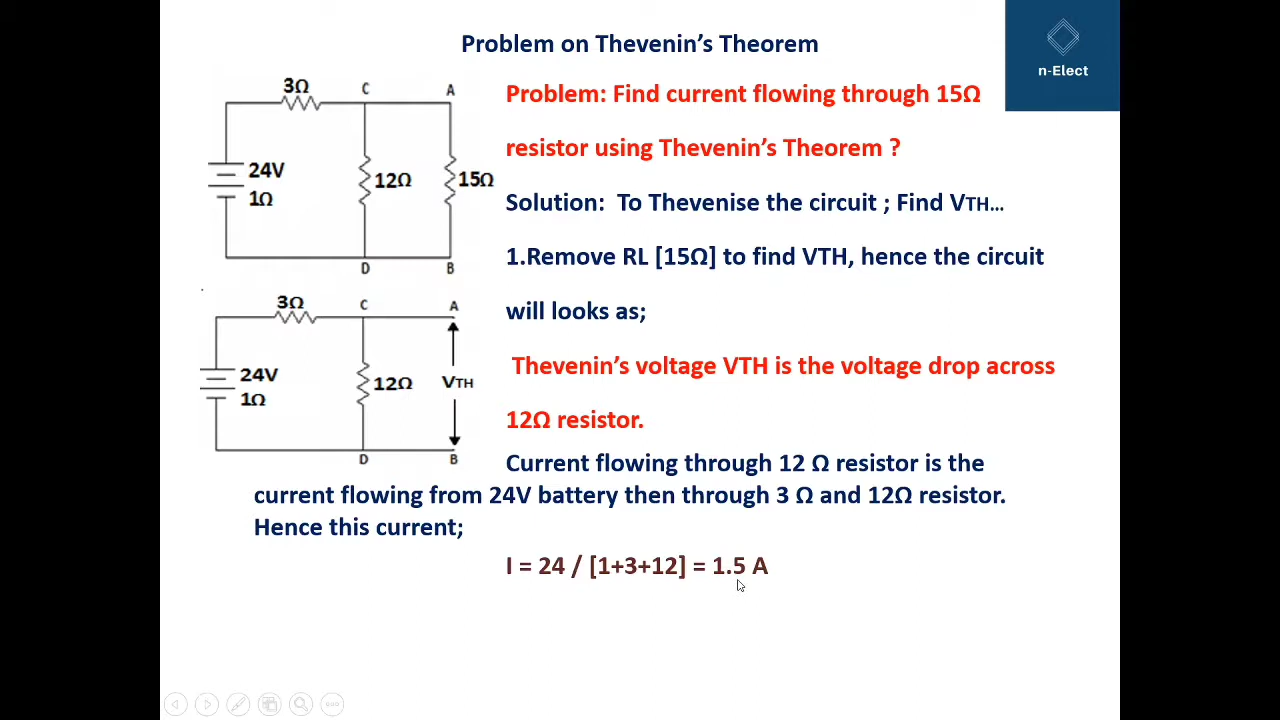 Problem on Thevenin's Theorem
n-Elect
3Ω
C
A
24V
1Ω
12Ω
15Ω
D
B
Problem: Find current flowing through 15Ω
resistor using Thevenin's Theorem ?
Solution: To Thevenise the circuit ; Find VTH...
1.Remove RL [15Ω] to find VTH, hence the circuit
will looks as;
3Ω
C
A
24V
1Ω
12Ω
VTH
D
B
Thevenin's voltage VTH is the voltage drop across
12Ω resistor.
Current flowing through 12 Ω resistor is the
current flowing from 24V battery then through 3 Ω and 12Ω resistor.
Hence this current;
I = 24 / [1+3+12] = 1.5 A